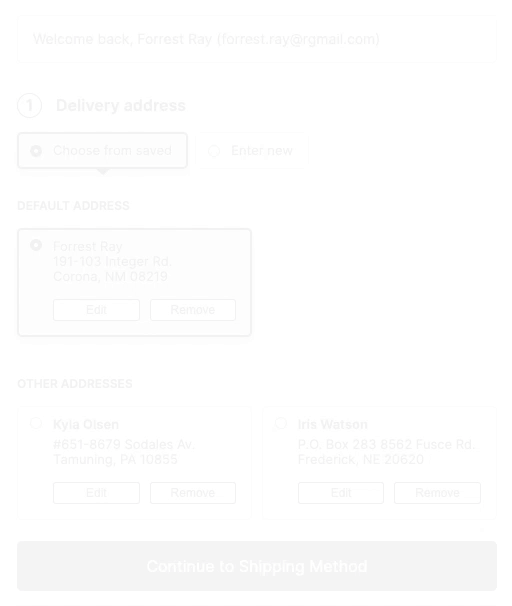 Welcome back, Forrest Ray (forrest.ray@rgmail.com)
1 Delivery address
Choose from saved
Enter new
DEFAULT ADDRESS
Forrest Ray
191-103 Integer Rd.
Corona, NM 08219
Edit
Remove
OTHER ADDRESSES
Kyla Olsen
#651-8679 Sodales Av.
Tamuning, PA 10855
Edit
Remove
Iris Watson
P.O. Box 283 8562 Fusce Rd.
Frederick, NE 20620
Edit
Remove
Continue to Shipping Method